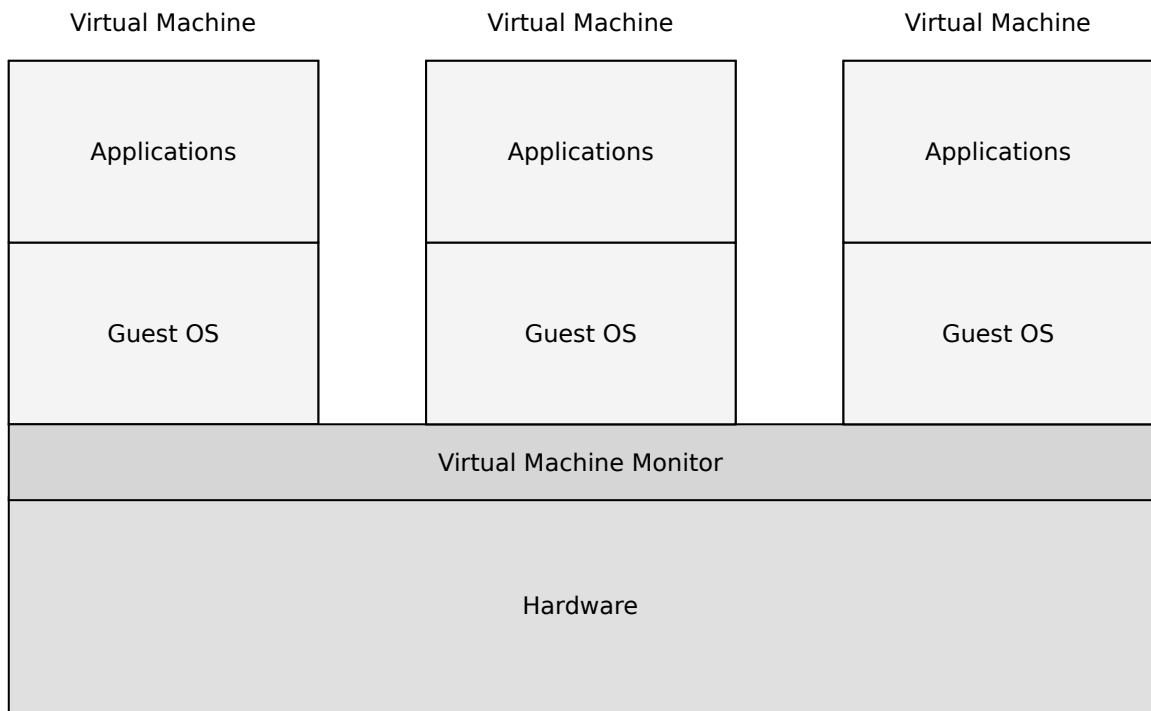 Virtual Machine
Virtual Machine
Virtual Machine
Applications
Applications
Applications
Guest OS
Guest OS
Guest OS
Virtual Machine Monitor
Hardware